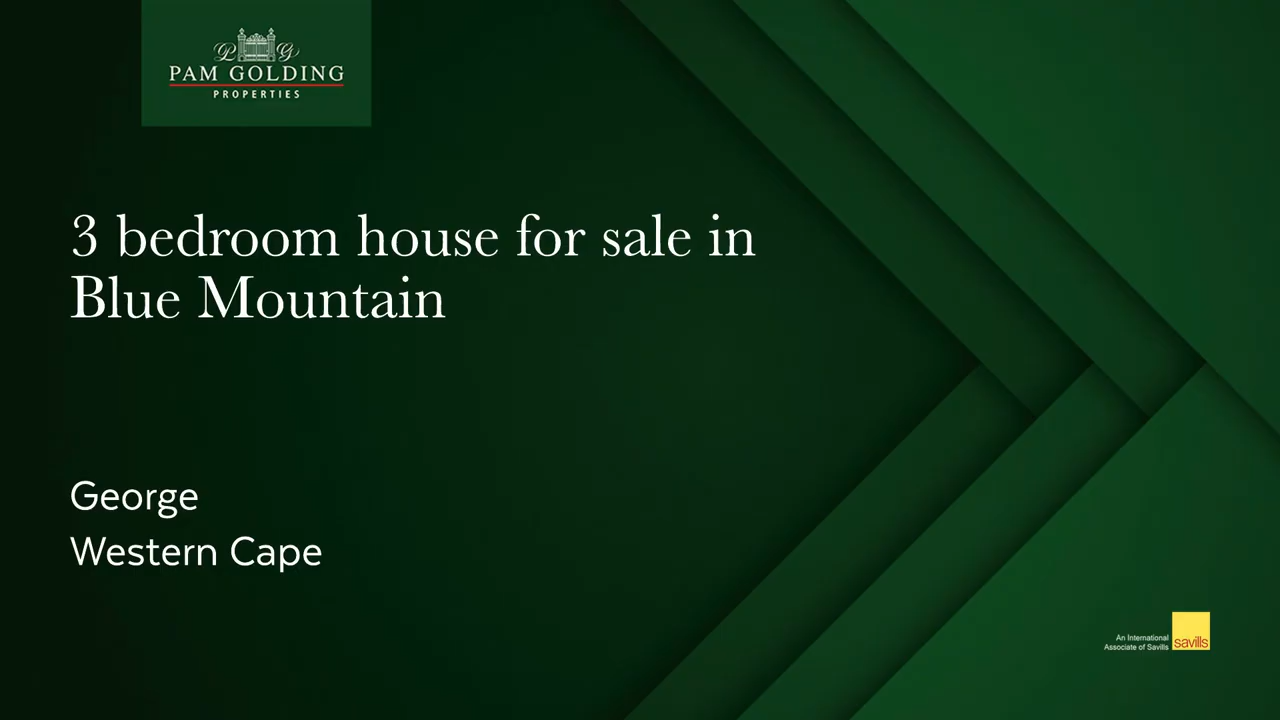 P G
PAM GOLDING
PROPERTIES
3 bedroom house for sale in
Blue Mountain
George
Western Cape
An International
Associate of Savills
savills